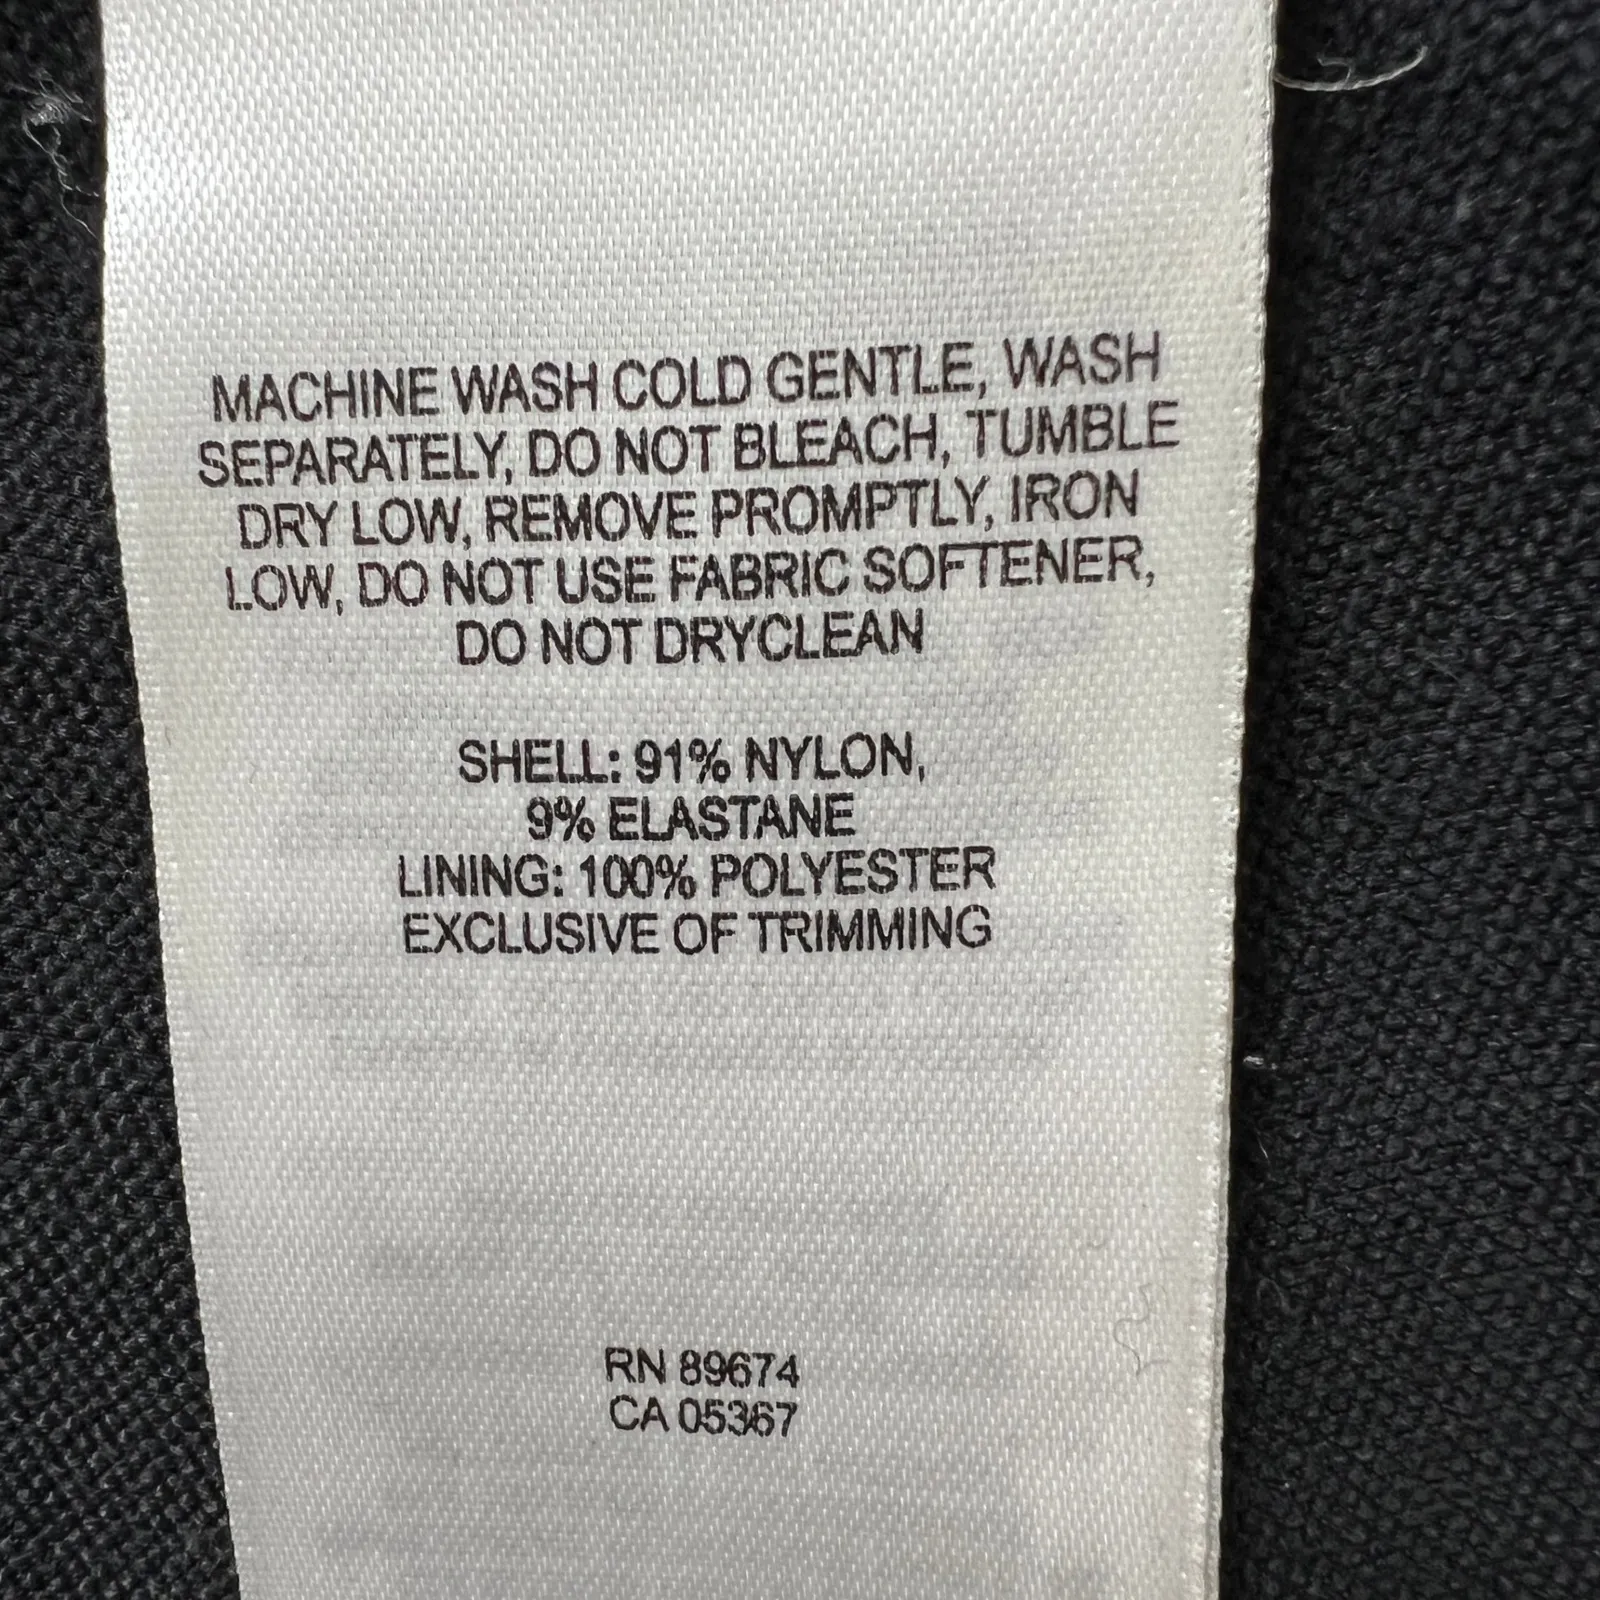 MACHINE WASH COLD GENTLE, WASH
SEPARATELY, DO NOT BLEACH, TUMBLE
DRY LOW, REMOVE PROMPTLY, IRON
LOW, DO NOT USE FABRIC SOFTENER,
DO NOT DRYCLEAN
SHELL: 91% NYLON,
9% ELASTANE
LINING: 100% POLYESTER
EXCLUSIVE OF TRIMMING
RN 89674
CA 05367